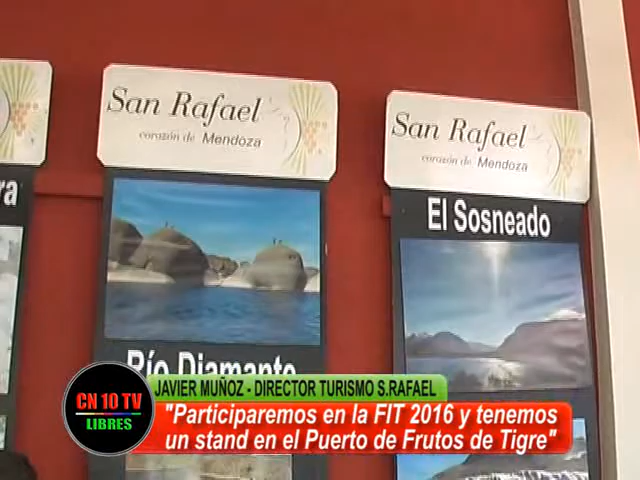 San Rafael
corazón de Mendoza
San Rafael
corazón de Mendoza
ra
El Sosneado
Río Diamante
CN 10 TV
LIBRES
JAVIER MUÑOZ - DIRECTOR TURISMO S.RAFAEL
"Participaremos en la FIT 2016 y tenemos
un stand en el Puerto de Frutos de Tigre"